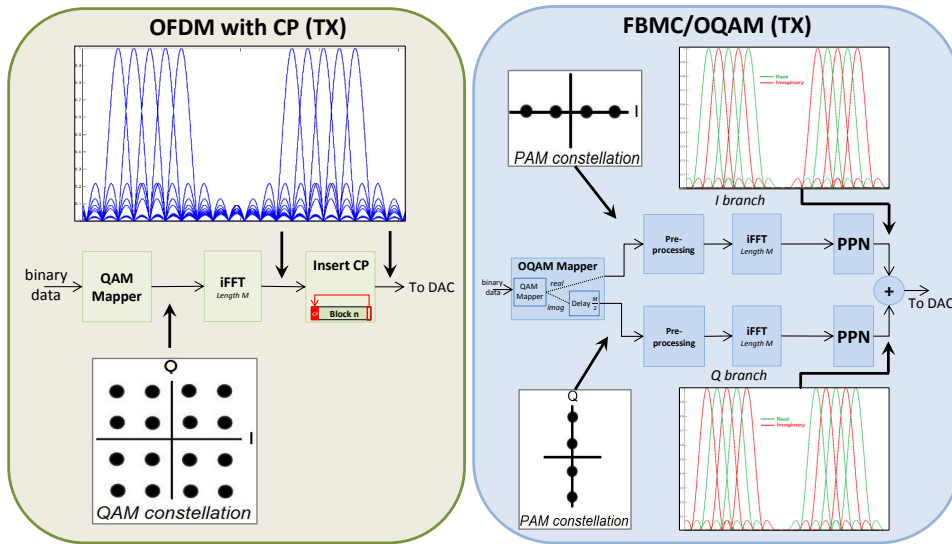 OFDM with CP (TX)
binary
data
QAM
Mapper
iFFT
Length M
Insert CP
CP
Block n
To DAC
Q
I
QAM constellation
FBMC/OQAM (TX)
I
PAM constellation
Real
Imaginary
I branch
binary
data
OQAM Mapper
QAM
Mapper
real
imag
Delay M/2
Pre-
processing
iFFT
Length M
PPN
Pre-
processing
iFFT
Length M
PPN
+
To DAC
Q branch
Q
PAM constellation
Real
Imaginary